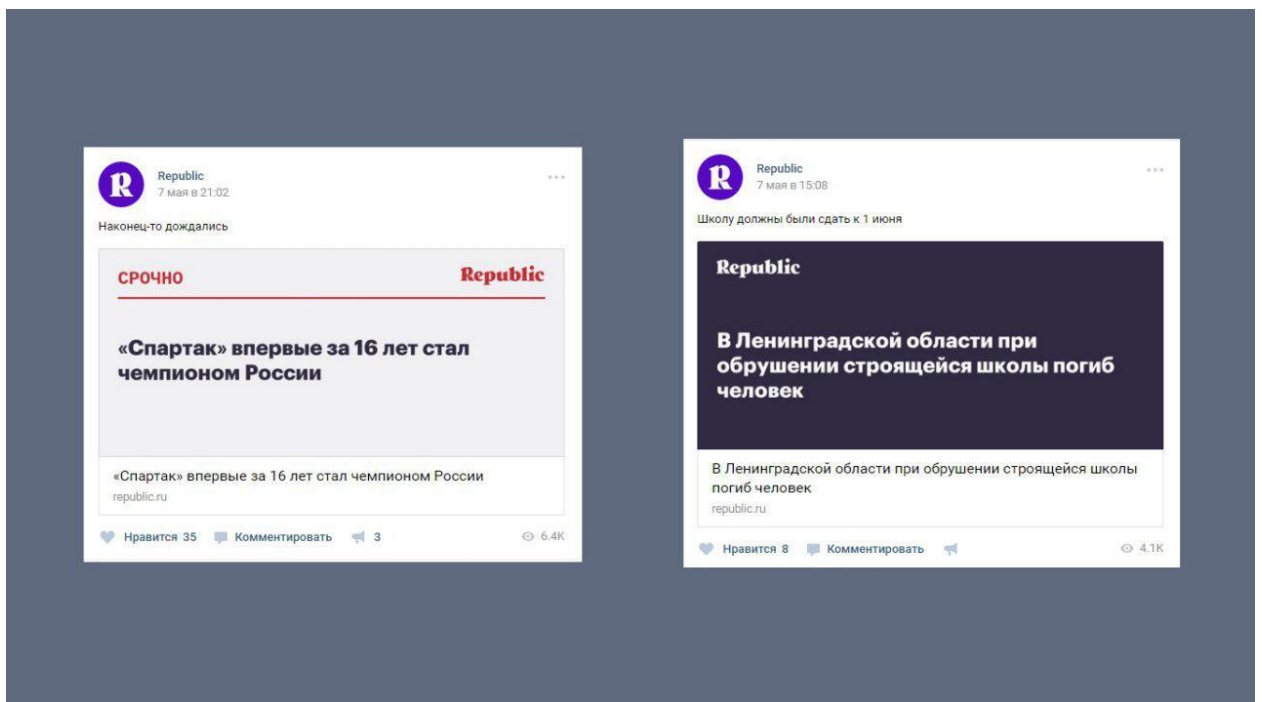 Republic
7 мая в 21:02
Наконец-то дождались
СРОЧНО
Republic
«Спартак» впервые за 16 лет стал
чемпионом России
«Спартак» впервые за 16 лет стал чемпионом России
republic.ru
Нравится 35
Комментировать
3
6.4K
Republic
7 мая в 15:08
Школу должны были сдать к 1 июня
Republic
В Ленинградской области при
обрушении строящейся школы погиб
человек
В Ленинградской области при обрушении строящейся школы
погиб человек
republic.ru
Нравится 8
Комментировать
4.1K